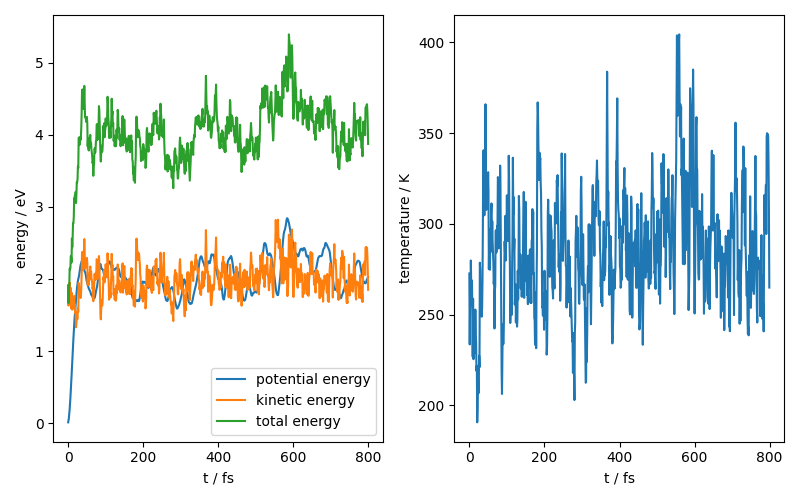 energy / eV
5
4
3
2
1
0
potential energy
kinetic energy
total energy
0 200 400 600 800
t / fs
temperature / K
400
350
300
250
200
0 200 400 600 800
t / fs